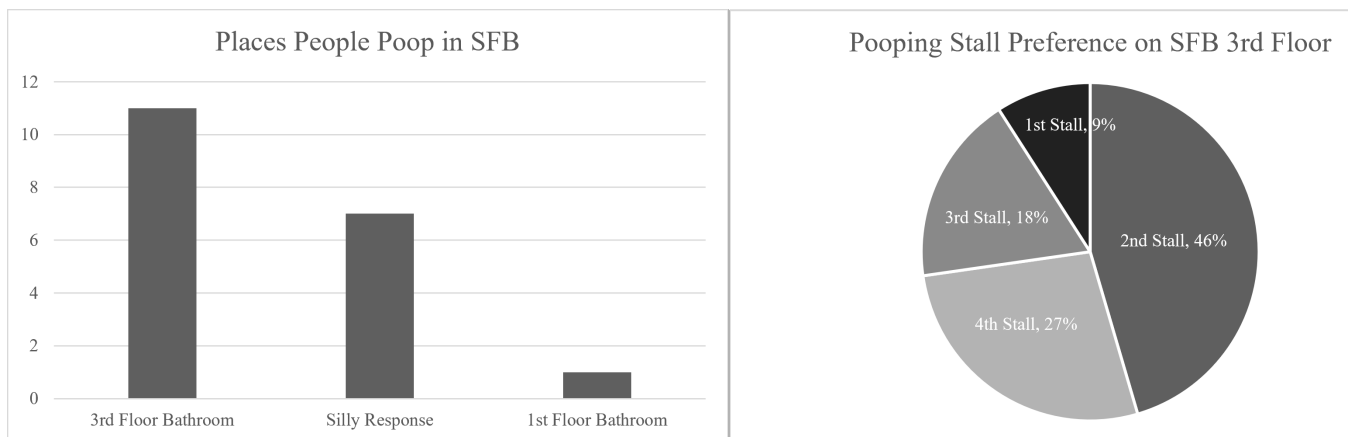 Places People Poop in SFB
12
10
8
6
4
2
0
3rd Floor Bathroom
Silly Response
1st Floor Bathroom
Pooping Stall Preference on SFB 3rd Floor
1st Stall, 9%
3rd Stall, 18%
2nd Stall, 46%
4th Stall, 27%